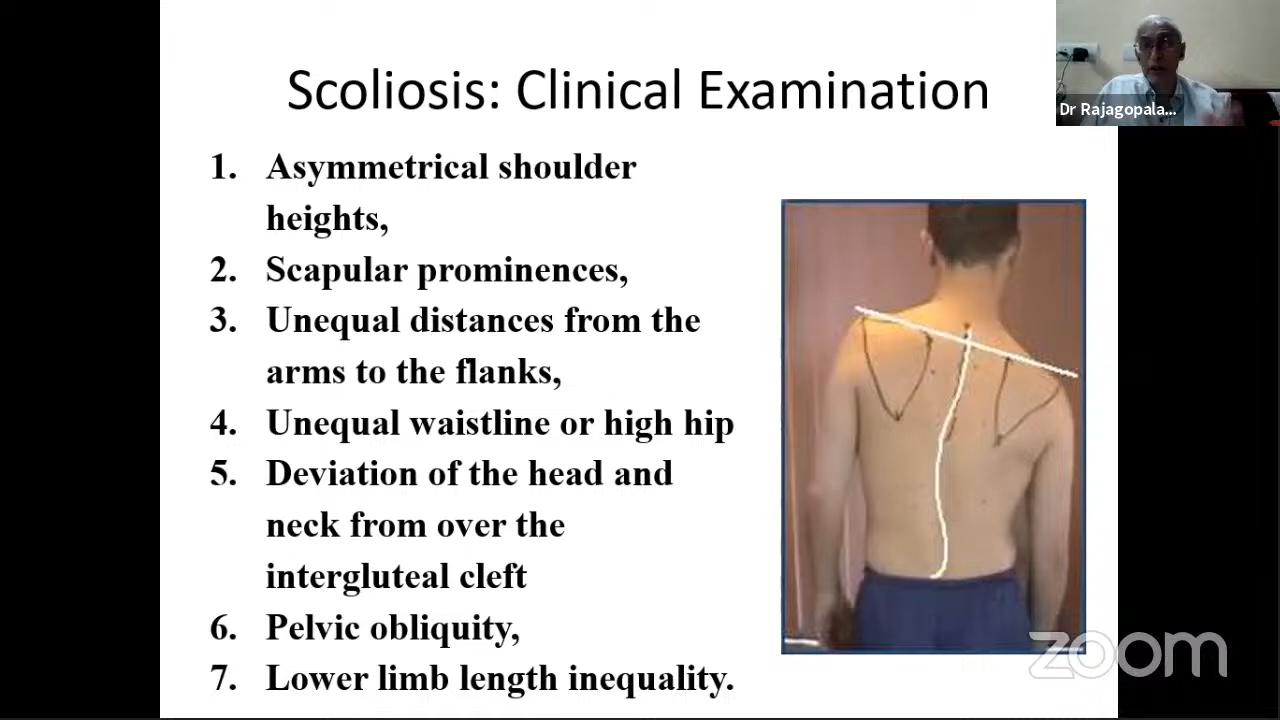 Scoliosis: Clinical Examination
Dr Rajagopala...
1. Asymmetrical shoulder
heights,
2. Scapular prominences,
3. Unequal distances from the
arms to the flanks,
4. Unequal waistline or high hip
5. Deviation of the head and
neck from over the
intergluteal cleft
6. Pelvic obliquity,
7. Lower limb length inequality.
zoom